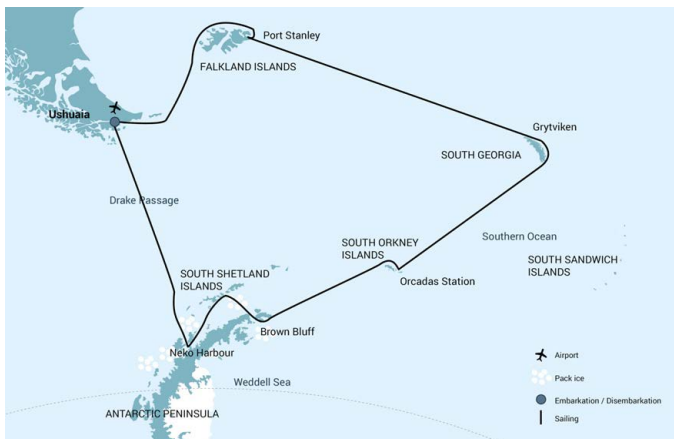 Port Stanley
FALKLAND ISLANDS
Ushuaia
Grytviken
SOUTH GEORGIA
Drake Passage
Southern Ocean
SOUTH ORKNEY
ISLANDS
SOUTH SANDWICH
ISLANDS
SOUTH SHETLAND
ISLANDS
Orcadas Station
Brown Bluff
Neko Harbour
Weddell Sea
ANTARCTIC PENINSULA
Airport
Pack ice
Embarkation / Disembarkation
Sailing